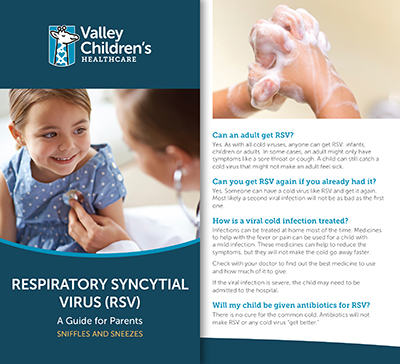 Valley
Children's
HEALTHCARE
RESPIRATORY SYNCYTIAL
VIRUS (RSV)
A Guide for Parents
SNIFFLES AND SNEEZES
Can an adult get RSV?
Yes. As with all cold viruses, anyone can get RSV: infants,
children or adults. In some cases, an adult might only have
symptoms like a sore throat or cough. A child can still catch a
cold virus that might not make an adult feel sick.
Can you get RSV again if you already had it?
Yes. Someone can have a cold virus like RSV and get it again.
Most likely a second viral infection will not be as bad as the first
one.
How is a viral cold infection treated?
Infections can be treated at home most of the time. Medicines
to help with the fever or pain can be used for a child with
a mild infection. These medicines can help to reduce the
symptoms, but they will not make the cold go away faster.
Check with your doctor to find out the best medicine to use
and how much of it to give.
If the viral infection is severe, the child may need to be
admitted to the hospital.
Will my child be given antibiotics for RSV?
There is no cure for the common cold. Antibiotics will not
make RSV or any cold virus "get better."